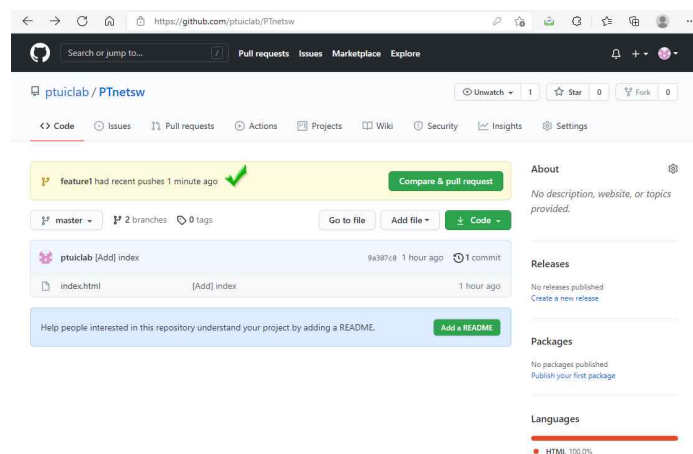 https://github.com/ptuiclab/PTnetsw
Search or jump to... / Pull requests Issues Marketplace Explore
ptuiclab / PTnetsw Unwatch 1 Star 0 Fork 0
<> Code Issues Pull requests Actions Projects Wiki Security Insights Settings
feature1 had recent pushes 1 minute ago Compare & pull request
master 2 branches 0 tags Go to file Add file Code
ptuiclab [Add] index 9a307c0 1 hour ago 1 commit
index.html [Add] index 1 hour ago
Help people interested in this repository understand your project by adding a README. Add a README
About
No description, website, or topics
provided.
Releases
No releases published
Create a new release
Packages
No packages published
Publish your first package
Languages
HTML 100.0%